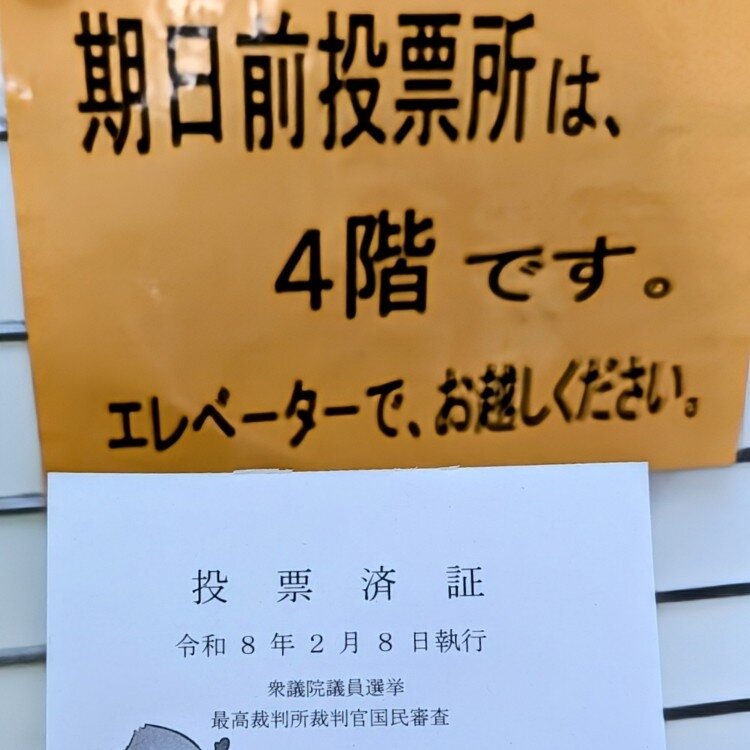 期日前投票所は、
4階です。
エレベーターで、お越しください。
投票済証
令和8年2月8日執行
衆議院議員選挙
最高裁判所裁判官国民審査